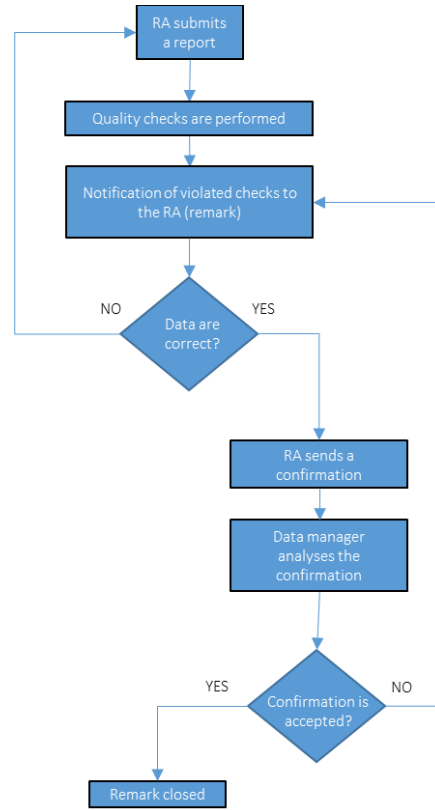 RA submits
a report
Quality checks are performed
Notification of violated checks to
the RA (remark)
NO
YES
Data are
correct?
RA sends a
confirmation
Data manager
analyses the
confirmation
YES
NO
Confirmation is
accepted?
Remark closed